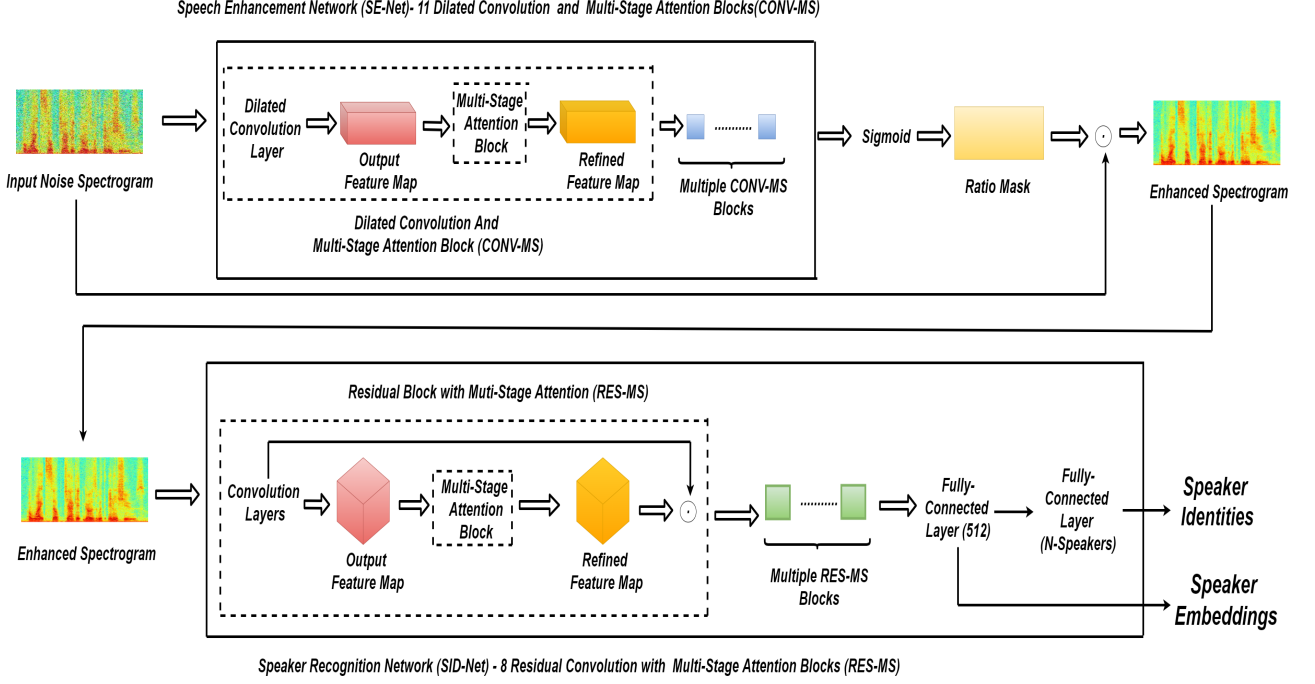 Speech Enhancement Network (SE-Net)- 11 Dilated Convolution and Multi-Stage Attention Blocks(CONV-MS)
Dilated
Convolution
Layer
Output
Feature Map
Multi-Stage
Attention
Block
Refined
Feature Map
Multiple CONV-MS
Blocks
Dilated Convolution And
Multi-Stage Attention Block (CONV-MS)
Input Noise Spectrogram
Sigmoid
Ratio Mask
Enhanced Spectrogram
Residual Block with Muti-Stage Attention (RES-MS)
Enhanced Spectrogram
Convolution
Layers
Output
Feature Map
Multi-Stage
Attention
Block
Refined
Feature Map
Multiple RES-MS
Blocks
Fully-
Connected
Layer (512)
Fully-
Connected
Layer
(N-Speakers)
Speaker
Identities
Speaker
Embeddings
Speaker Recognition Network (SID-Net) - 8 Residual Convolution with Multi-Stage Attention Blocks (RES-MS)